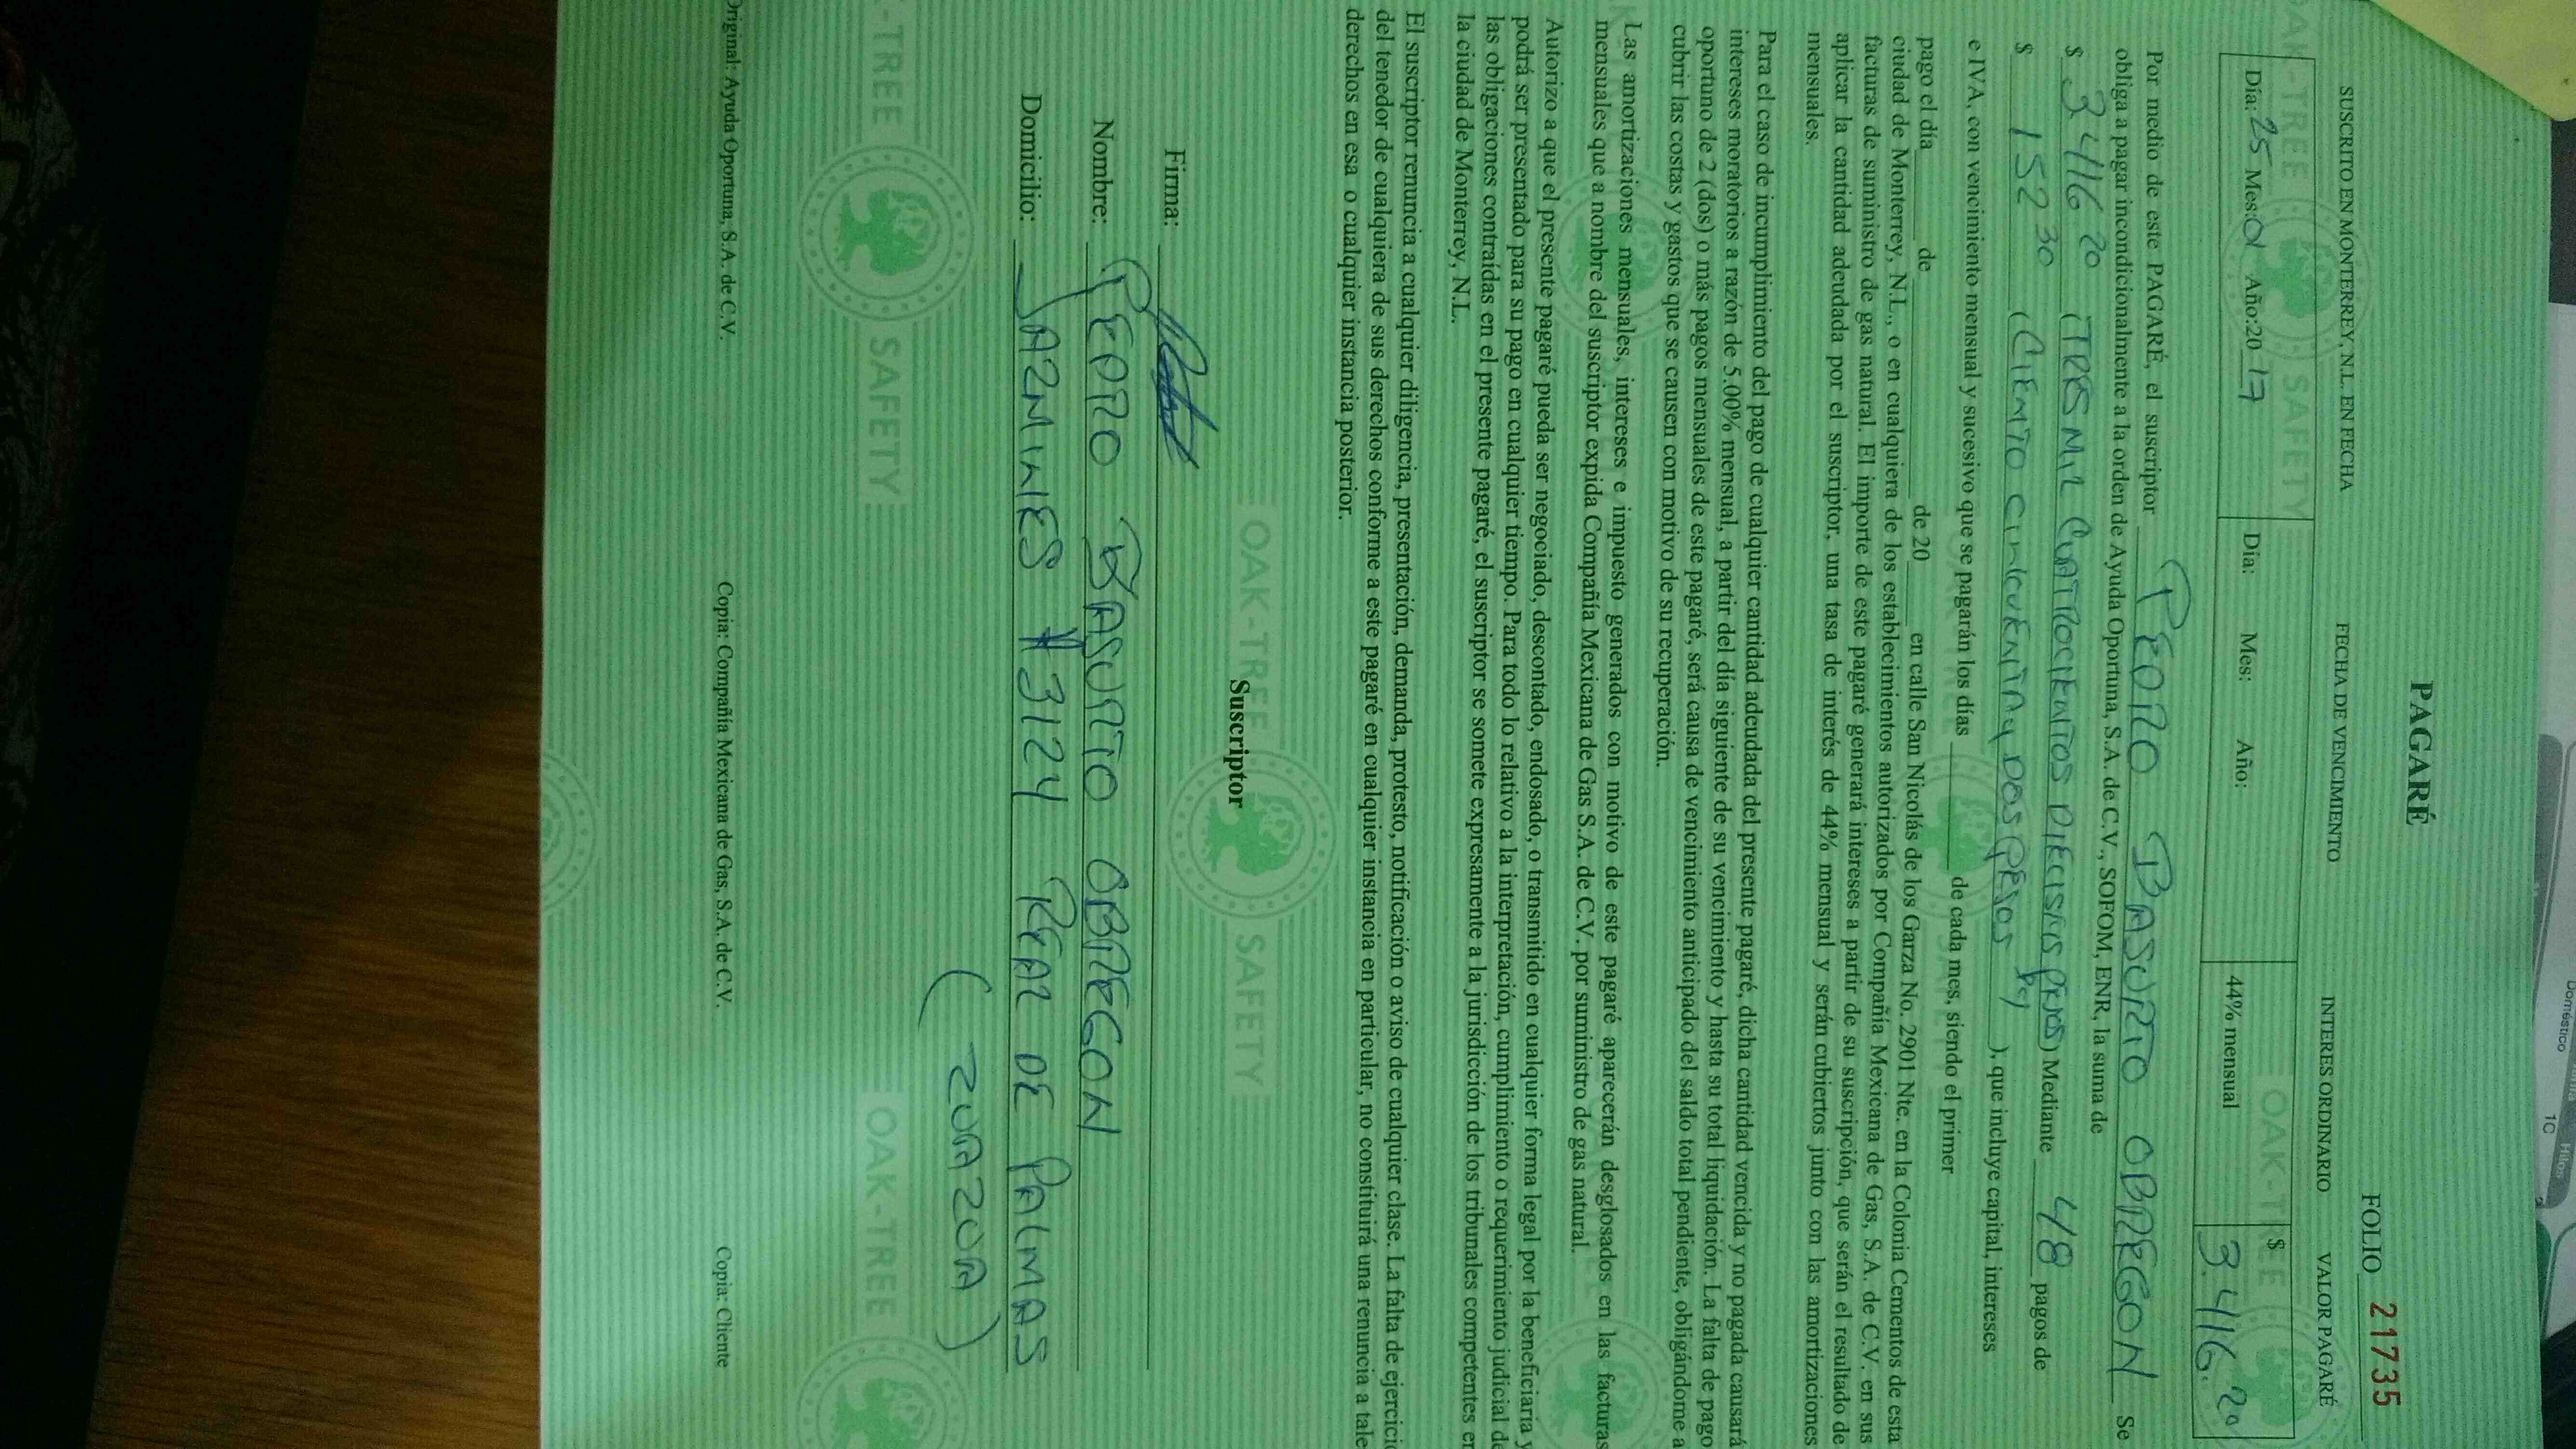 PAGARÉ
FOLIO 21735
SUSCRITO EN MONTERREY, N.L. EN FECHA FECHA DE VENCIMIENTO INTERES ORDINARIO VALOR PAGARÉ
Día: 25 Mes: 01 Año: 20 17 Día: Mes: Año: 44% mensual $ 3,416.20
Por medio de este PAGARÉ, el suscriptor PEDRO BASURTO OBREGON Se
obliga a pagar incondicionalmente a la orden de Ayuda Oportuna, S.A. de C.V., SOFOM, ENR, la suma de
$ 3416 20 (TRES MIL CUATROCIENTOS DIECISEIS PESOS) Mediante 48 pagos de
$ 152 30 (CIENTO CINCUENTA Y DOS PESOS ), que incluye capital, intereses
e IVA, con vencimiento mensual y sucesivo que se pagarán los días de cada mes, siendo el primer
pago el día de de 20 en calle San Nicolás de los Garza No. 2901 Nte. en la Colonia Cementos de esta
ciudad de Monterrey, N.L., o en cualquiera de los establecimientos autorizados por Compañía Mexicana de Gas, S.A. de C.V. en sus
facturas de suministro de gas natural. El importe de este pagaré generará intereses a partir de su suscripción, que serán el resultado de
aplicar la cantidad adeudada por el suscriptor, una tasa de interés de 44% mensual y serán cubiertos junto con las amortizaciones
mensuales.
Para el caso de incumplimiento del pago de cualquier cantidad adeudada del presente pagaré, dicha cantidad vencida y no pagada causará
intereses moratorios a razón de 5.00% mensual, a partir del día siguiente de su vencimiento y hasta su total liquidación. La falta de pago
oportuno de 2 (dos) o más pagos mensuales de este pagaré, será causa de vencimiento anticipado del saldo total pendiente, obligándome a
cubrir las costas y gastos que se causen con motivo de su recuperación.
Las amortizaciones mensuales, intereses e impuesto generados con motivo de este pagaré aparecerán desglosados en las facturas
mensuales que a nombre del suscriptor expida Compañía Mexicana de Gas S.A. de C.V. por suministro de gas natural.
Autorizo a que el presente pagaré pueda ser negociado, descontado, endosado, o transmitido en cualquier forma legal por la beneficiaria y
podrá ser presentado para su pago en cualquier tiempo. Para todo lo relativo a la interpretación, cumplimiento o requerimiento judicial de
las obligaciones contraídas en el presente pagaré, el suscriptor se somete expresamente a la jurisdicción de los tribunales competentes en
la ciudad de Monterrey, N.L.
El suscriptor renuncia a cualquier diligencia, presentación, demanda, protesto, notificación o aviso de cualquier clase. La falta de ejercici
del tenedor de cualquiera de sus derechos conforme a este pagaré en cualquier instancia en particular, no constituirá una renuncia a tale
derechos en esa o cualquier instancia posterior.
Suscriptor
Firma:
Nombre: PEDRO BASURTO OBREGON
Domicilio: JAZMINES #3124 REAL DE PALMAS
(ZUAZUA)
Original: Ayuda Oportuna, S.A. de C.V. Copia: Compañía Mexicana de Gas, S.A. de C.V. Copia: Cliente
OAK-TREE SAFETY
Doméstico